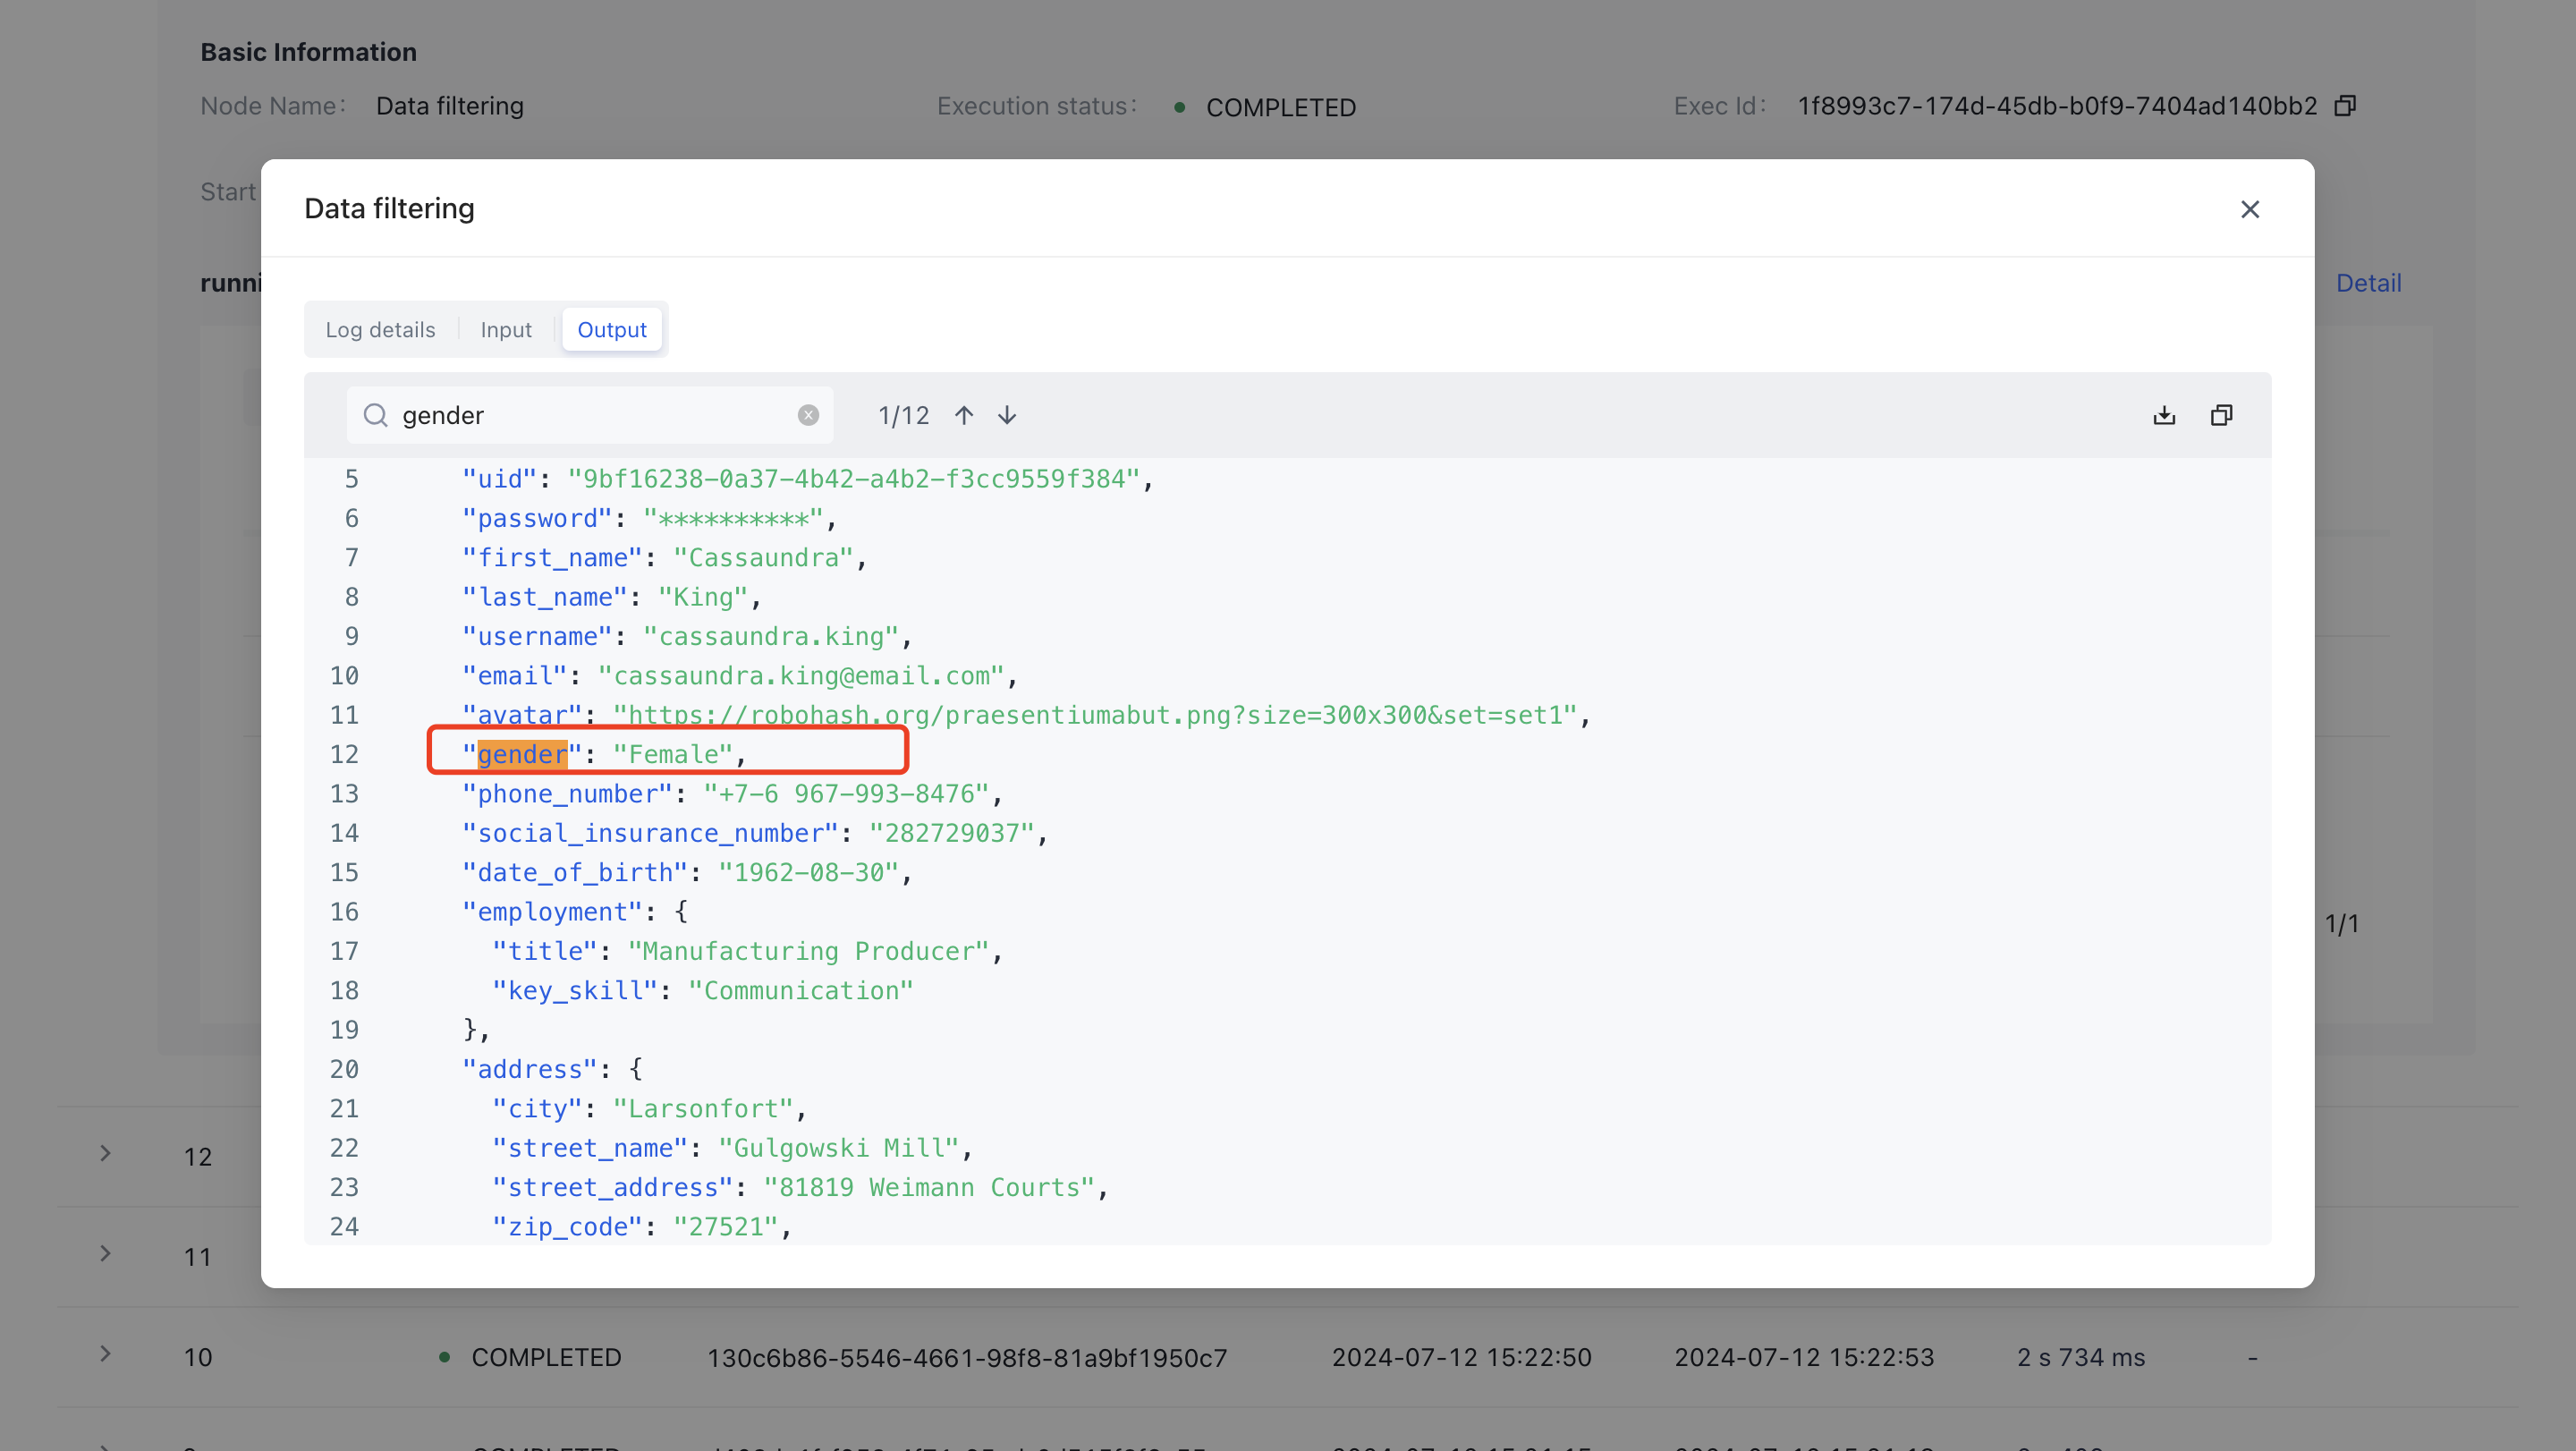 Basic Information
Node Name: Data filtering Execution status: COMPLETED Exec Id: 1f8993c7-174d-45db-b0f9-7404ad140bb2
Start
Data filtering
runni
Detail
Log details Input Output
gender 1/12
5 "uid": "9bf16238-0a37-4b42-a4b2-f3cc9559f384",
6 "password": "**********",
7 "first_name": "Cassaundra",
8 "last_name": "King",
9 "username": "cassaundra.king",
10 "email": "cassaundra.king@email.com",
11 "avatar": "https://robohash.org/praesentiumabut.png?size=300x300&set=set1",
12 "gender": "Female",
13 "phone_number": "+7-6 967-993-8476",
14 "social_insurance_number": "282729037",
15 "date_of_birth": "1962-08-30",
16 "employment": {
17 "title": "Manufacturing Producer",
18 "key_skill": "Communication"
19 },
20 "address": {
21 "city": "Larsonfort",
22 "street_name": "Gulgowski Mill",
23 "street_address": "81819 Weimann Courts",
24 "zip_code": "27521",
1/1
12
11
10 COMPLETED 130c6b86-5546-4661-98f8-81a9bf1950c7 2024-07-12 15:22:50 2024-07-12 15:22:53 2 s 734 ms -
COMPLETED